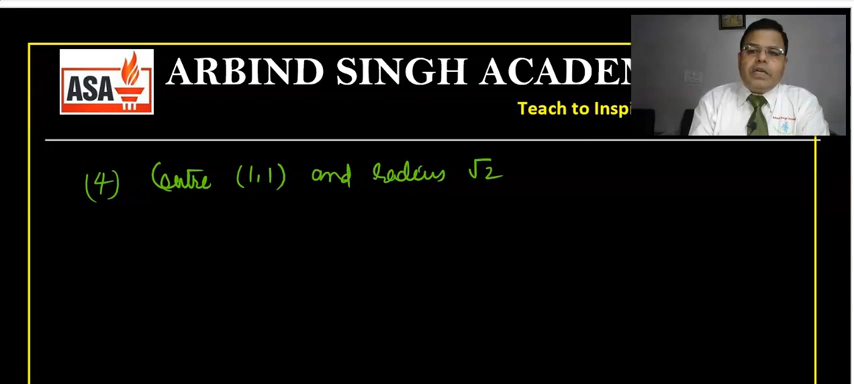 ASA
ARBIND SINGH ACADEM
Teach to Inspi
(4) Centre (1,1) and radius √2